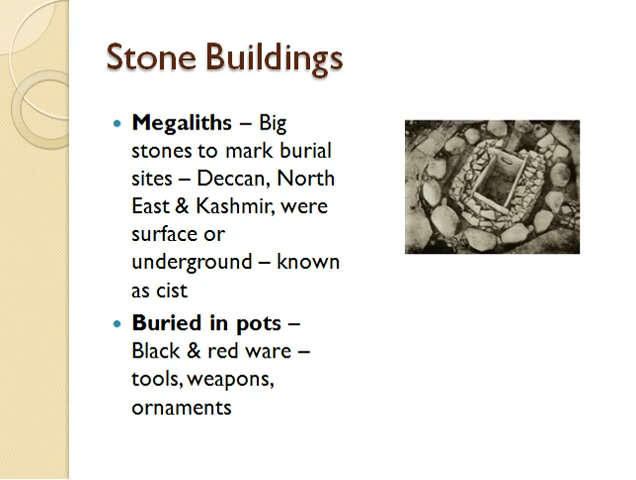 Stone Buildings
• Megaliths – Big
stones to mark burial
sites – Deccan, North
East & Kashmir, were
surface or
underground – known
as cist
• Buried in pots –
Black & red ware –
tools, weapons,
ornaments